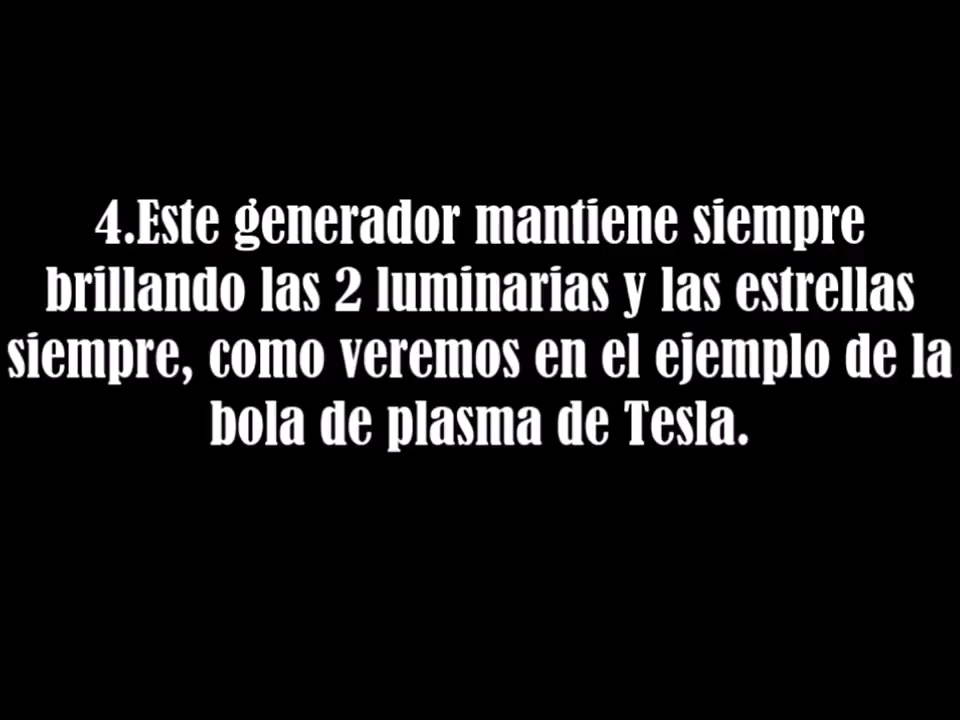 4.Este generador mantiene siempre
brillando las 2 luminarias y las estrellas
siempre, como veremos en el ejemplo de la
bola de plasma de Tesla.